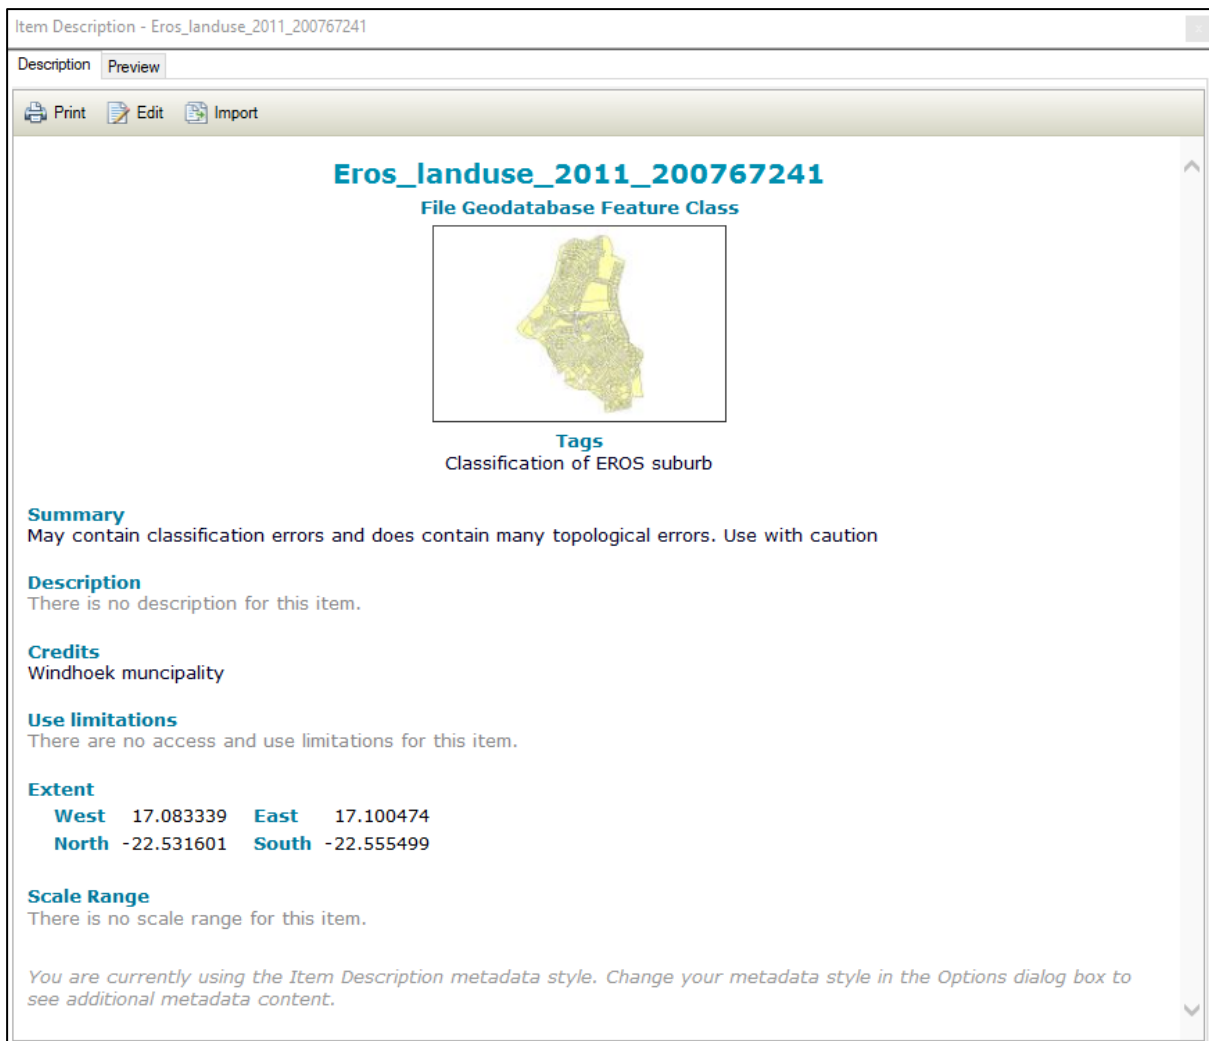 Item Description - Eros_landuse_2011_200767241
Description Preview
Print Edit Import
Eros_landuse_2011_200767241
File Geodatabase Feature Class
Tags
Classification of EROS suburb
Summary
May contain classification errors and does contain many topological errors. Use with caution
Description
There is no description for this item.
Credits
Windhoek muncipality
Use limitations
There are no access and use limitations for this item.
Extent
West 17.083339 East 17.100474
North -22.531601 South -22.555499
Scale Range
There is no scale range for this item.
You are currently using the Item Description metadata style. Change your metadata style in the Options dialog box to
see additional metadata content.